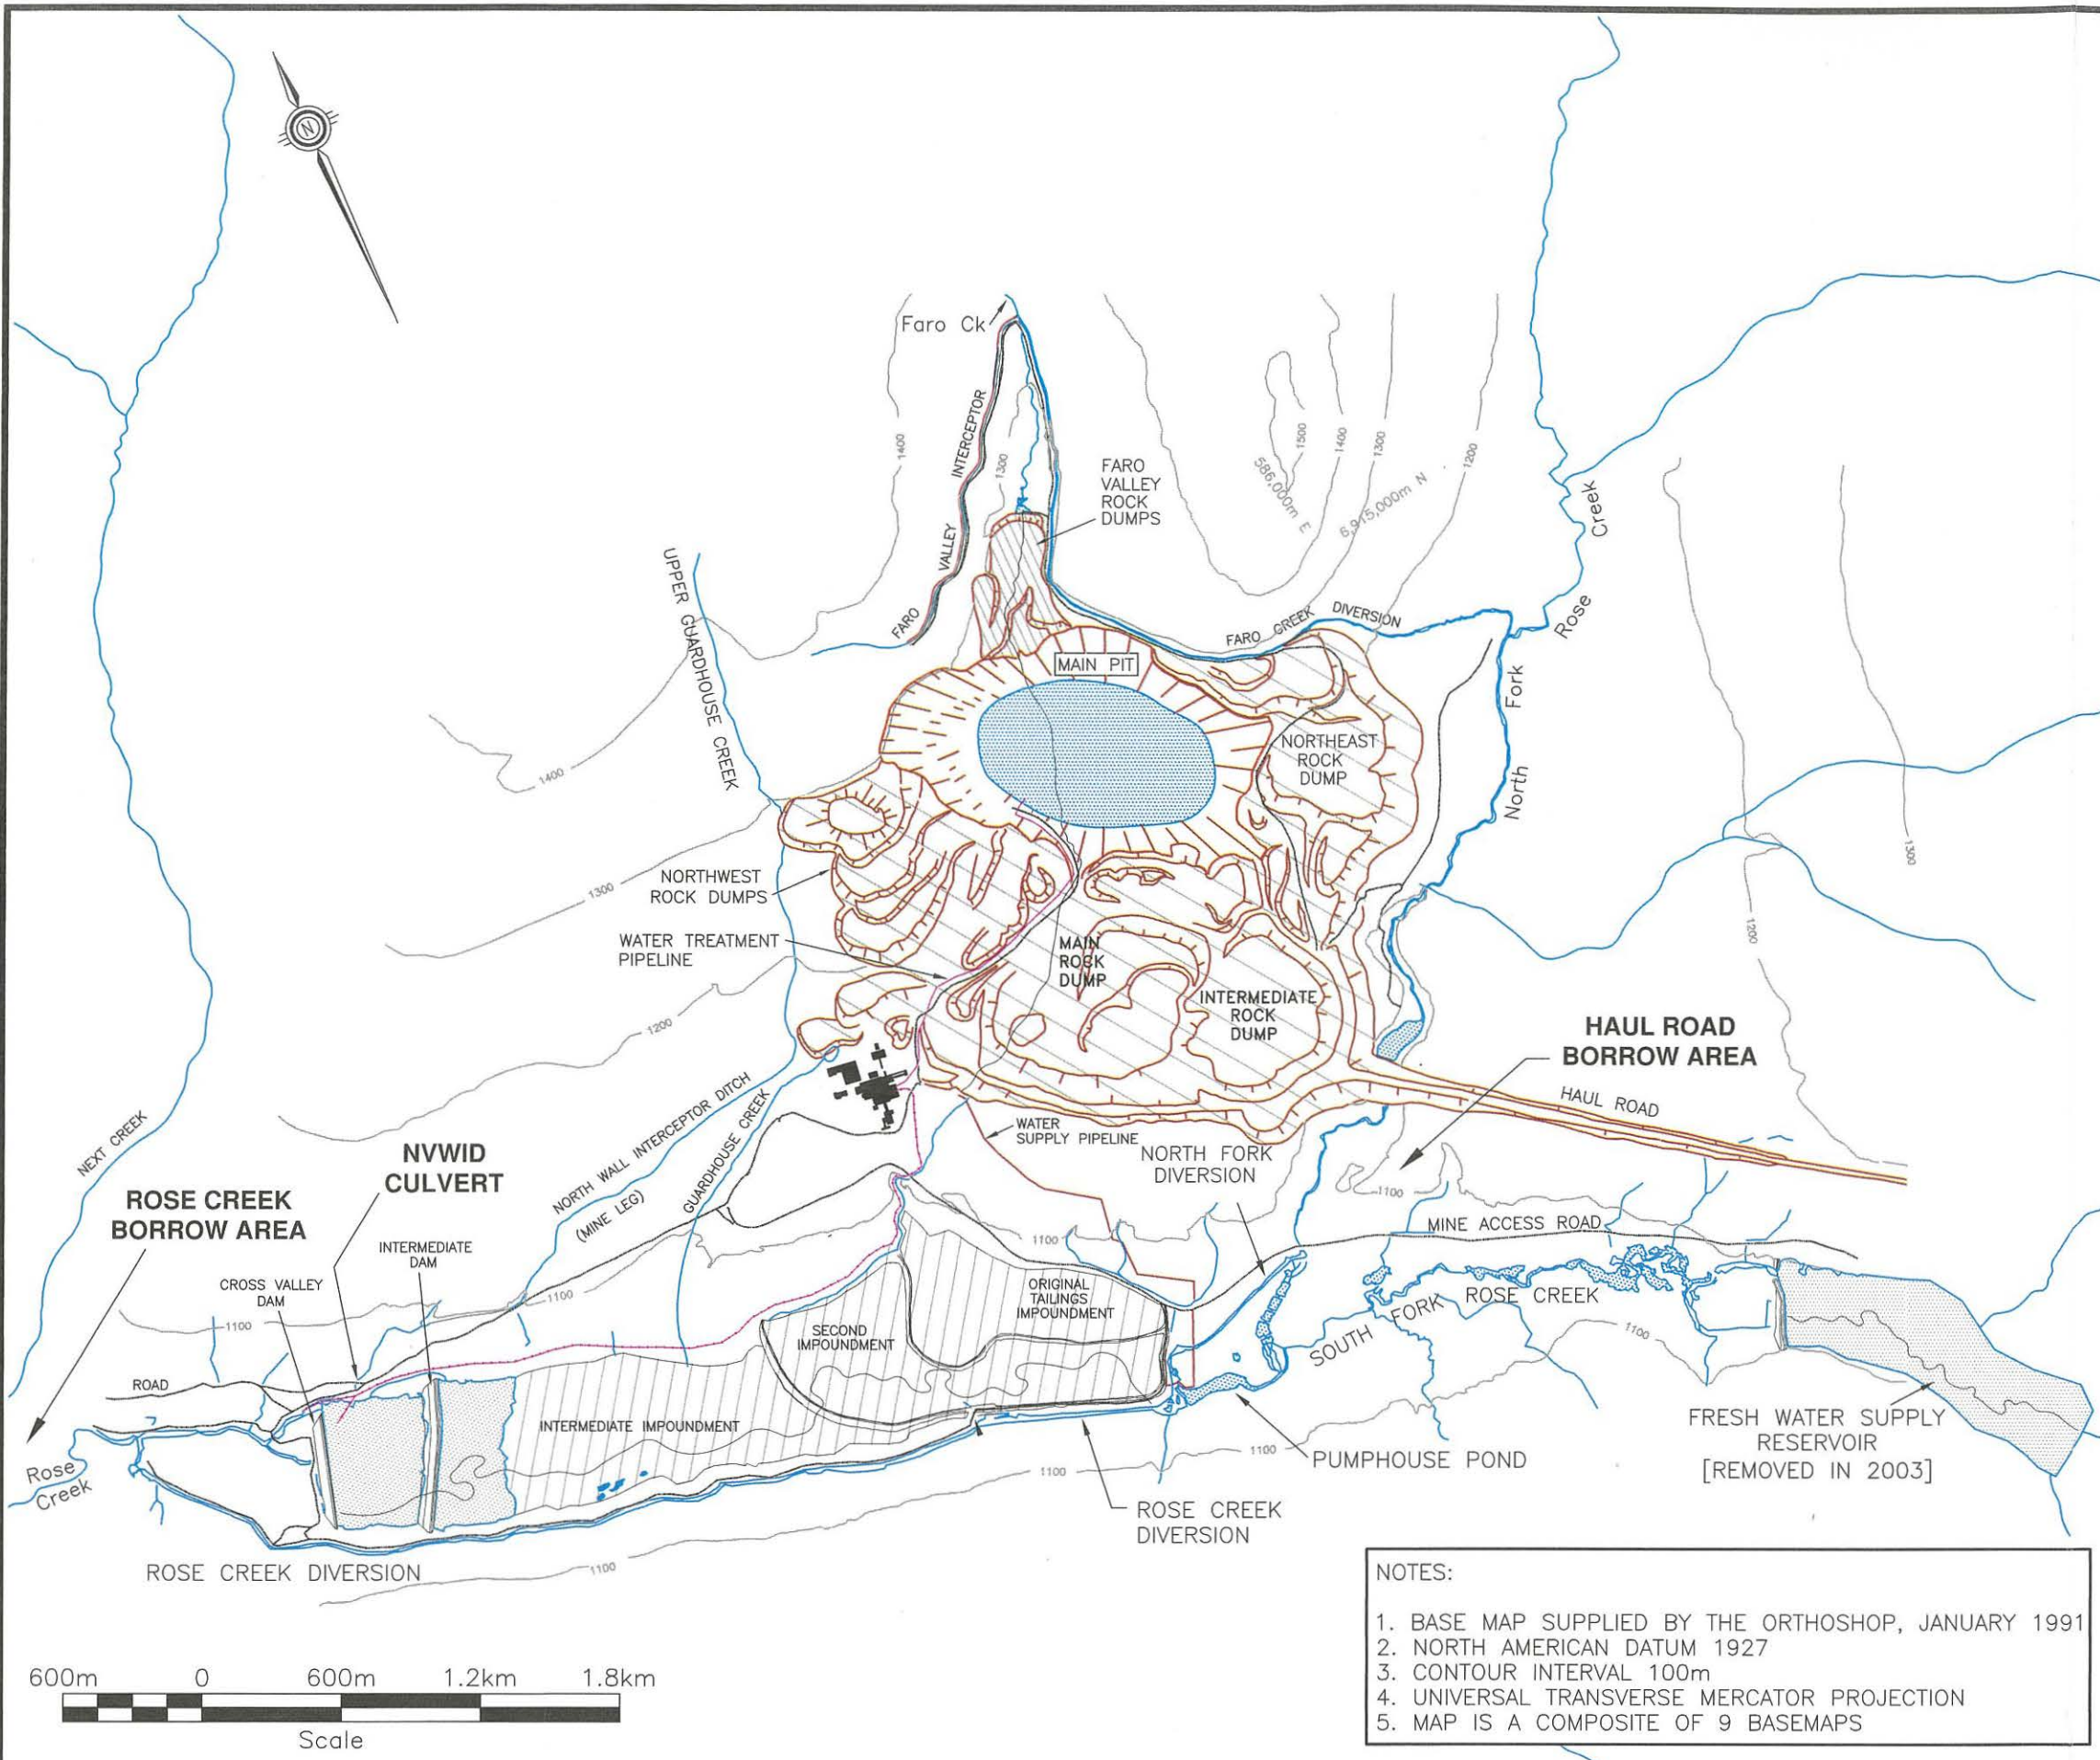 N
Faro Ck
1400
1300
FARO VALLEY INTERCEPTOR
FARO
VALLEY
ROCK
DUMPS
1500
1400
1300
1200
586,000m E
6,915,000m N
Rose Creek
UPPER GUARDHOUSE CREEK
FARO CREEK DIVERSION
MAIN PIT
North Fork
NORTHEAST
ROCK
DUMP
1400
1300
1300
NORTHWEST
ROCK DUMPS
1200
WATER TREATMENT
PIPELINE
MAIN
ROCK
DUMP
INTERMEDIATE
ROCK
DUMP
1200
HAUL ROAD
BORROW AREA
HAUL ROAD
NEXT CREEK
NORTH WALL INTERCEPTOR DITCH
(MINE LEG)
GUARDHOUSE CREEK
WATER
SUPPLY PIPELINE
NORTH FORK
DIVERSION
NVWID
CULVERT
ROSE CREEK
BORROW AREA
1100
MINE ACCESS ROAD
INTERMEDIATE
DAM
CROSS VALLEY
DAM
1100
ORIGINAL
TAILINGS
IMPOUNDMENT
1100
1100
SECOND
IMPOUNDMENT
SOUTH FORK ROSE CREEK
1100
ROAD
INTERMEDIATE IMPOUNDMENT
FRESH WATER SUPPLY
RESERVOIR
[REMOVED IN 2003]
1100
PUMPHOUSE POND
Rose
Creek
1100
ROSE CREEK
DIVERSION
ROSE CREEK DIVERSION
1100
NOTES:
1. BASE MAP SUPPLIED BY THE ORTHOSHOP, JANUARY 1991
2. NORTH AMERICAN DATUM 1927
3. CONTOUR INTERVAL 100m
4. UNIVERSAL TRANSVERSE MERCATOR PROJECTION
5. MAP IS A COMPOSITE OF 9 BASEMAPS
600m 0 600m 1.2km 1.8km
Scale